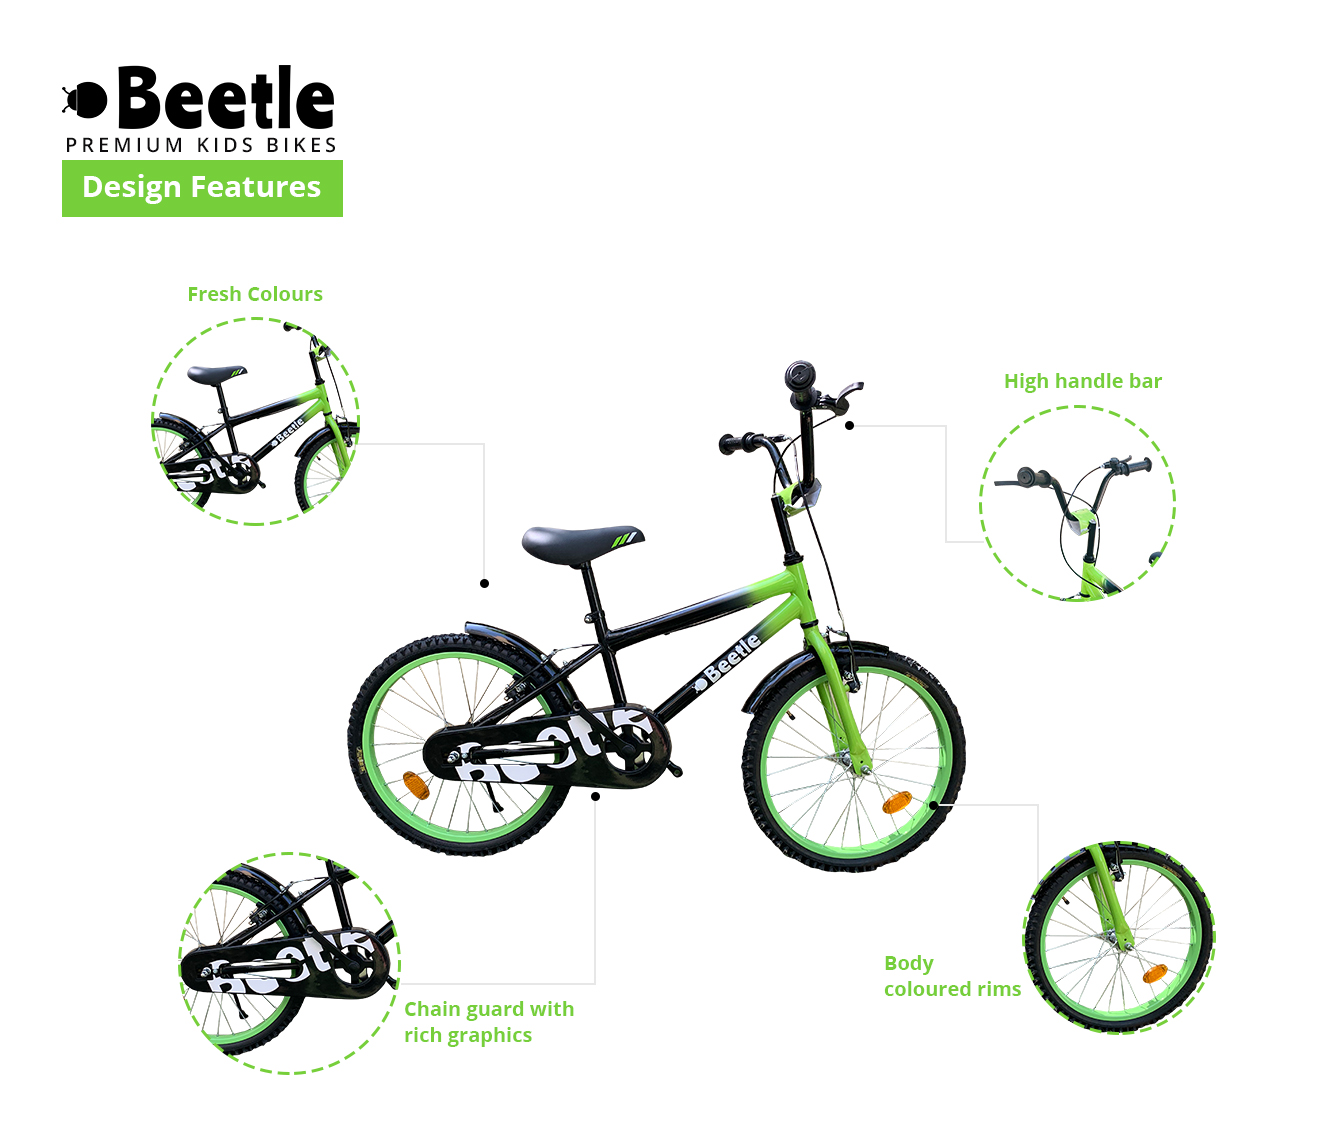 Beetle
PREMIUM KIDS BIKES
Design Features
Fresh Colours
High handle bar
Beetle
Beetle
Body
coloured rims
Chain guard with
rich graphics